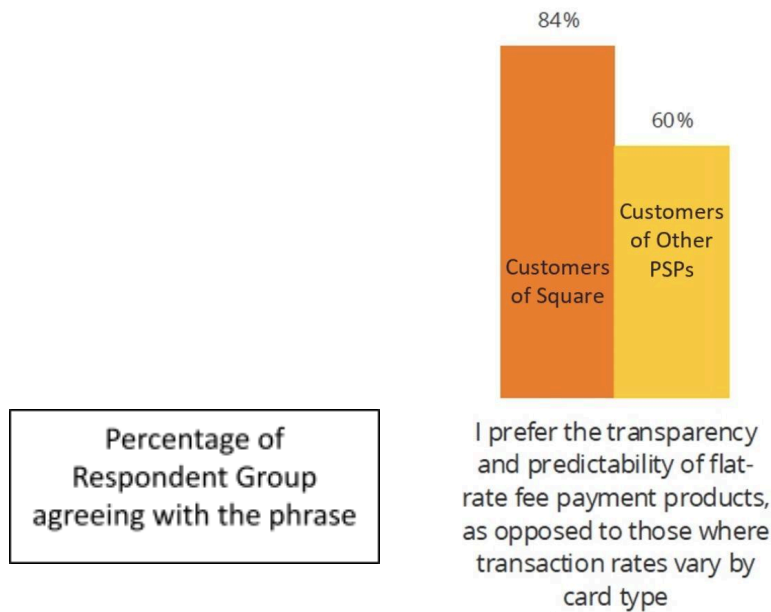 84%
60%
Customers
of Other
PSPs
Customers
of Square
Percentage of
Respondent Group
agreeing with the phrase
I prefer the transparency
and predictability of flat-
rate fee payment products,
as opposed to those where
transaction rates vary by
card type